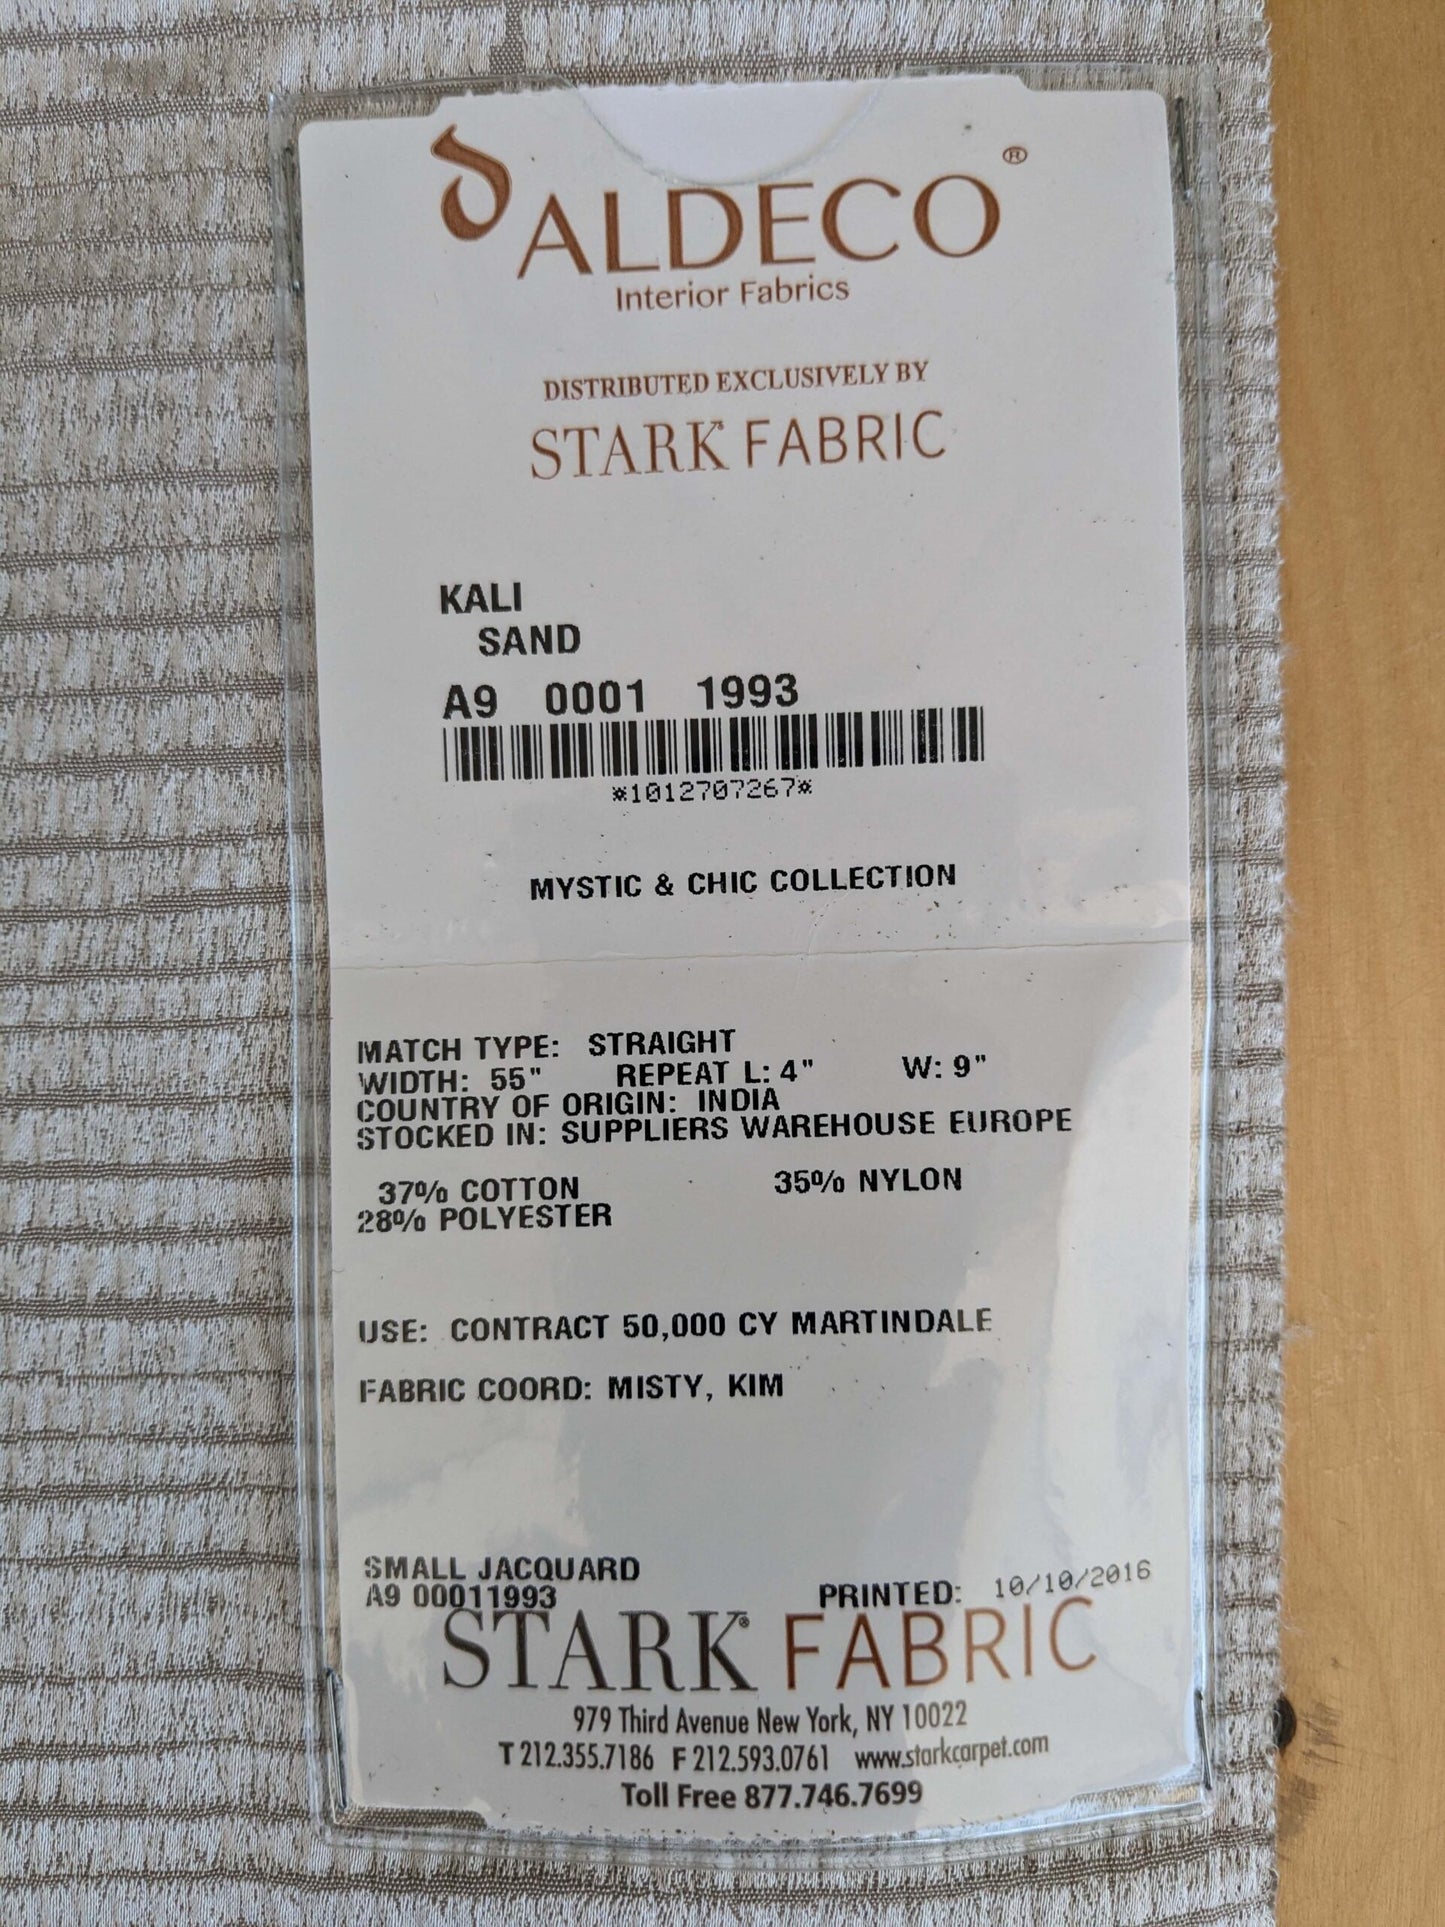 ALDECO®
Interior Fabrics
DISTRIBUTED EXCLUSIVELY BY
STARK FABRIC
KALI
SAND
A9 0001 1993
*1012707267*
MYSTIC & CHIC COLLECTION
MATCH TYPE: STRAIGHT
WIDTH: 55" REPEAT L: 4" W: 9"
COUNTRY OF ORIGIN: INDIA
STOCKED IN: SUPPLIERS WAREHOUSE EUROPE
37% COTTON 35% NYLON
28% POLYESTER
USE: CONTRACT 50,000 CY MARTINDALE
FABRIC COORD: MISTY, KIM
SMALL JACQUARD
A9 00011993 PRINTED: 10/10/2016
STARK® FABRIC
979 Third Avenue New York, NY 10022
T 212.355.7186 F 212.593.0761 www.starkcarpet.com
Toll Free 877.746.7699